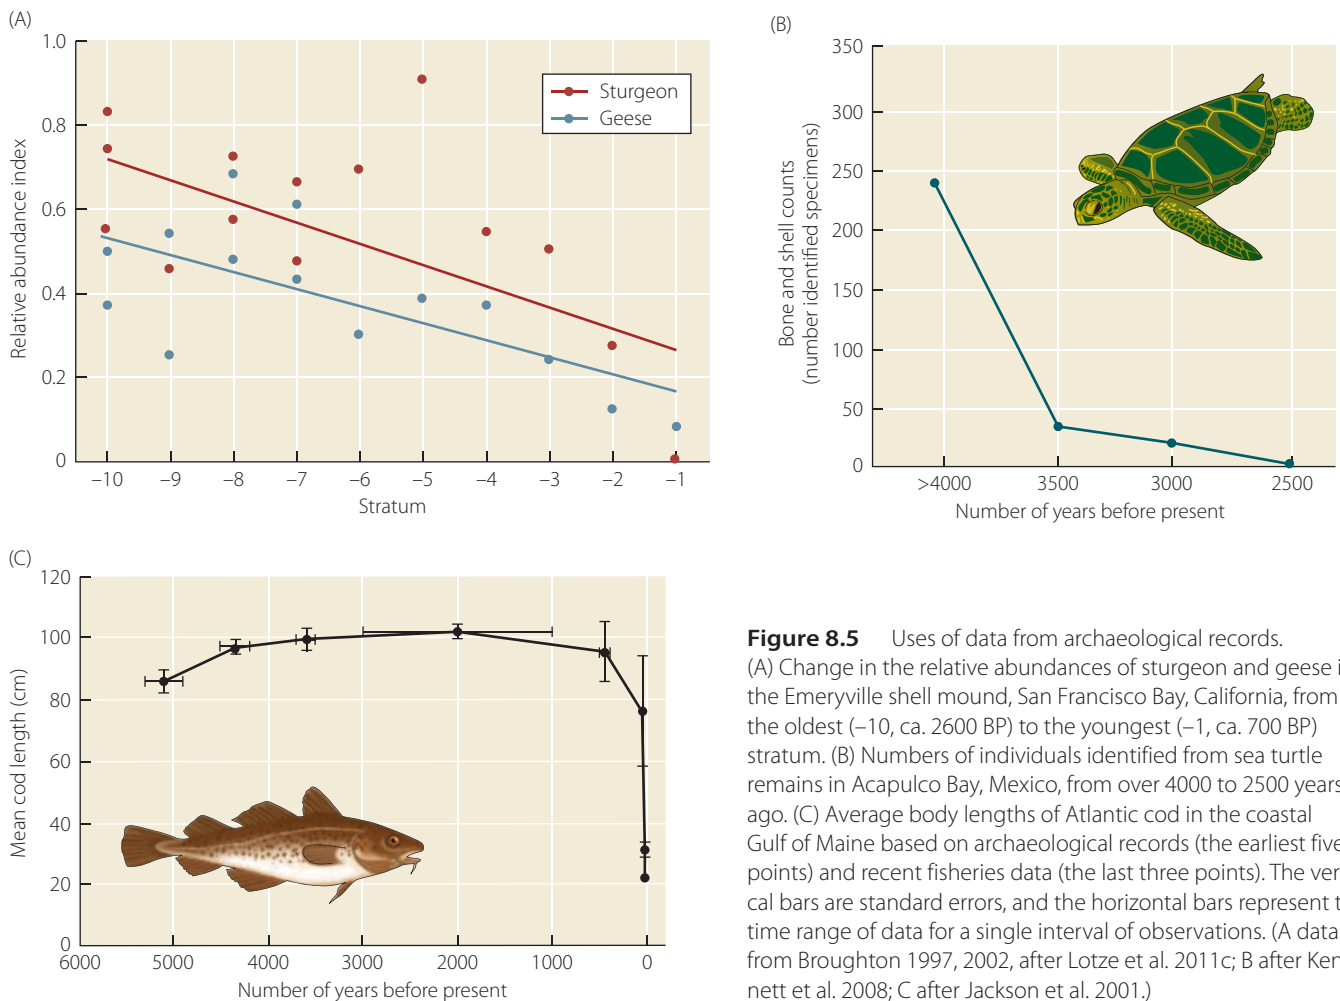 (A)
1.0
0.8
0.6
0.4
0.2
0
Relative abundance index
Sturgeon
Geese
–10 –9 –8 –7 –6 –5 –4 –3 –2 –1
Stratum
(B)
350
300
250
200
150
100
50
0
Bone and shell counts
(number identified specimens)
>4000 3500 3000 2500
Number of years before present
(C)
120
100
80
60
40
20
0
Mean cod length (cm)
6000 5000 4000 3000 2000 1000 0
Number of years before present
Figure 8.5 Uses of data from archaeological records.
(A) Change in the relative abundances of sturgeon and geese i
the Emeryville shell mound, San Francisco Bay, California, from
the oldest (–10, ca. 2600 BP) to the youngest (–1, ca. 700 BP)
stratum. (B) Numbers of individuals identified from sea turtle
remains in Acapulco Bay, Mexico, from over 4000 to 2500 years
ago. (C) Average body lengths of Atlantic cod in the coastal
Gulf of Maine based on archaeological records (the earliest five
points) and recent fisheries data (the last three points). The ver
cal bars are standard errors, and the horizontal bars represent t
time range of data for a single interval of observations. (A data
from Broughton 1997, 2002, after Lotze et al. 2011c; B after Ken
nett et al. 2008; C after Jackson et al. 2001.)